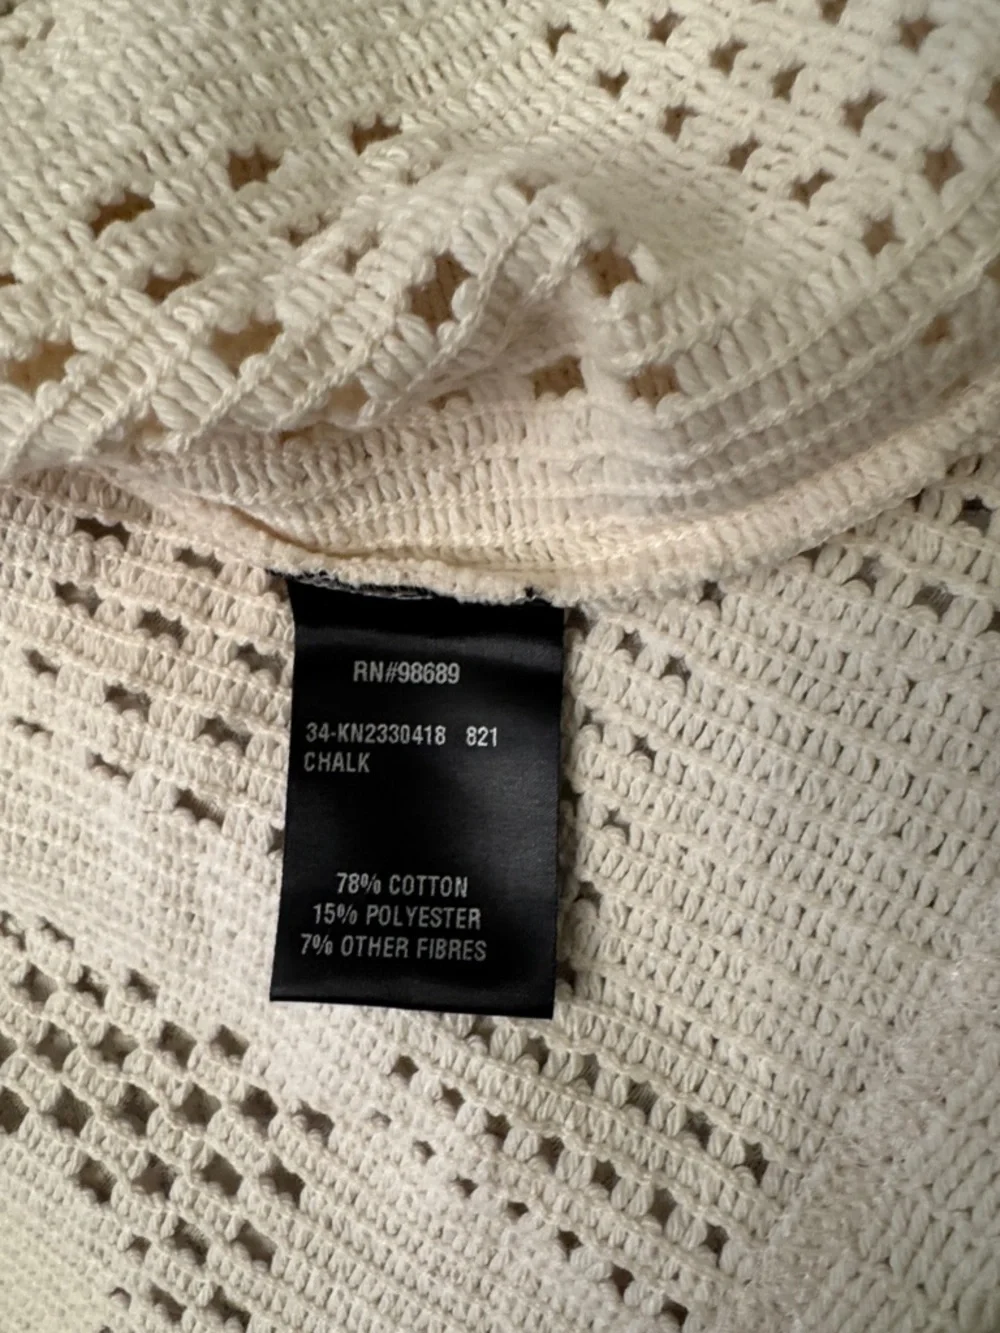 RN#98689
34-KN2330418 821
CHALK
78% COTTON
15% POLYESTER
7% OTHER FIBRES